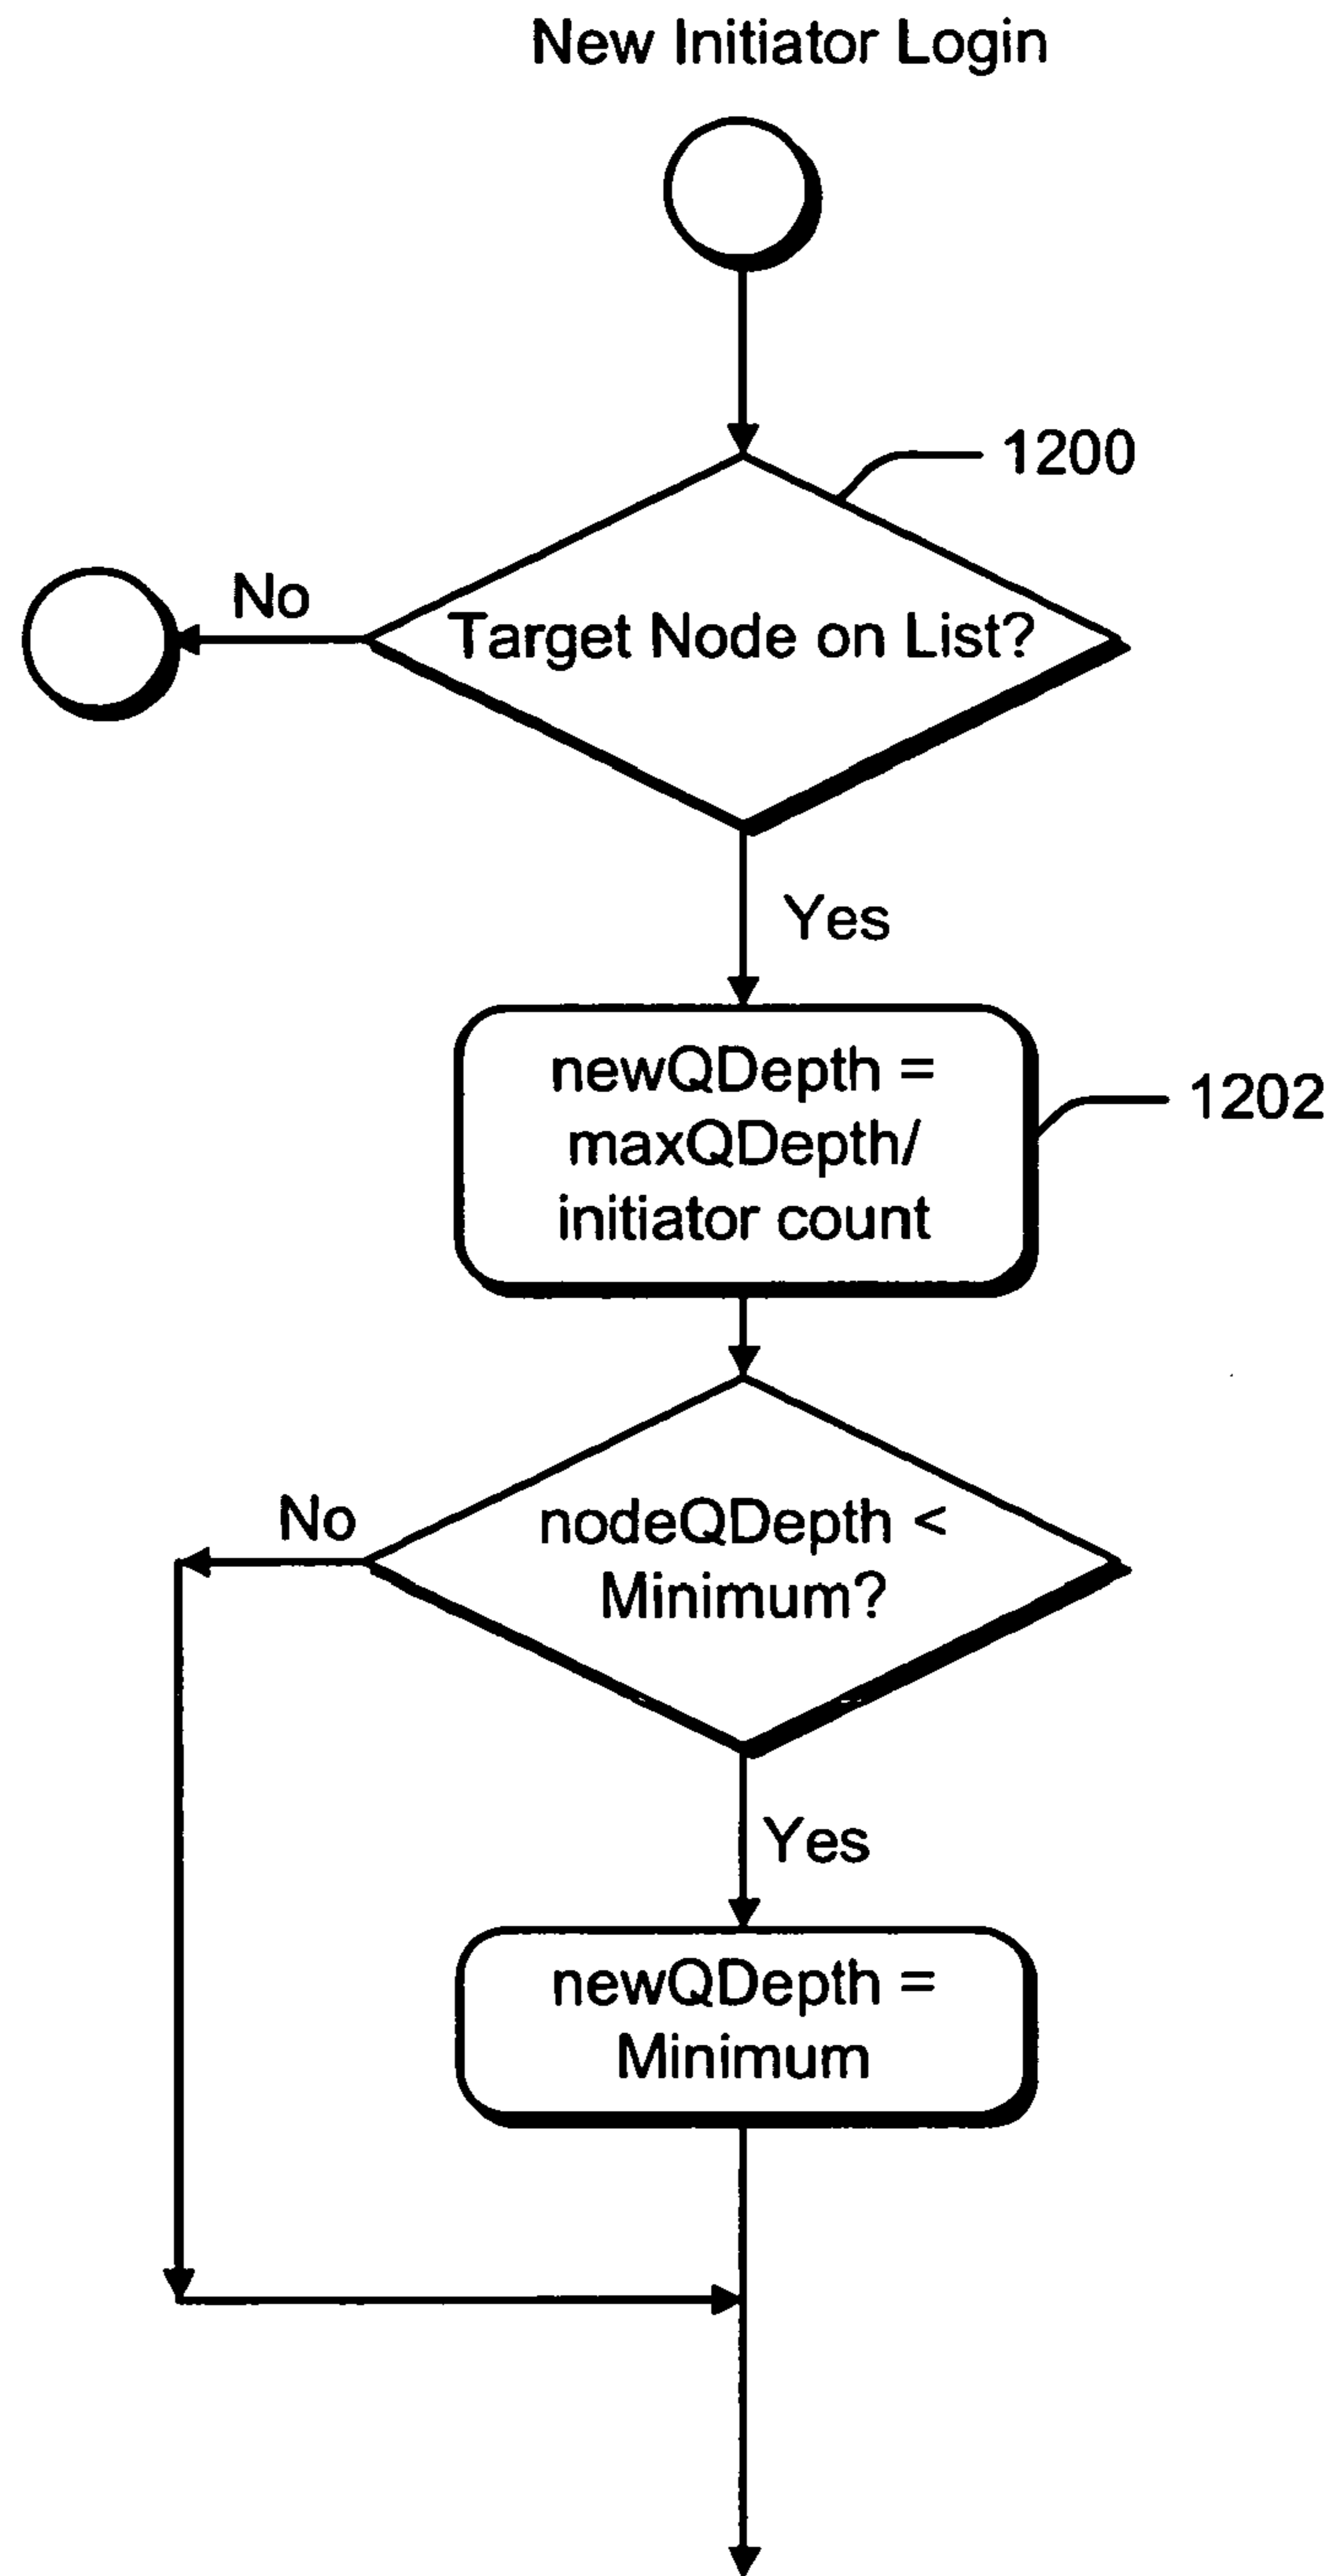 New Initiator Login
1200
No
Target Node on List?
Yes
newQDepth =
maxQDepth/
initiator count
1202
No
nodeQDepth <
Minimum?
Yes
newQDepth =
Minimum